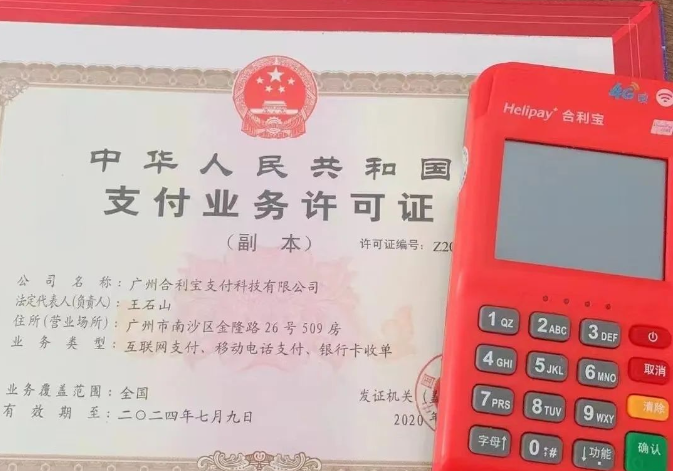 中华人民共和国
支付业务许可证
（副 本）
许可证编号：Z20
公司名称：广州合利宝支付科技有限公司
法定代表人(负责人)：王石山
住所（营业场所）：广州市南沙区金隆路26号509房
业务类型：互联网支付、移动电话支付、银行卡收单
业务覆盖范围：全国
发证机关（
有效期至：二〇二四年七月九日
2020
Helipay 合利宝
4G
1 QZ
2 ABC
3 DEF
4 GHI
5 JKL
6 MNO
取消
7 PRS
8 TUV
9 WXY
清除
字母↑
0 :#
↓功能
确认